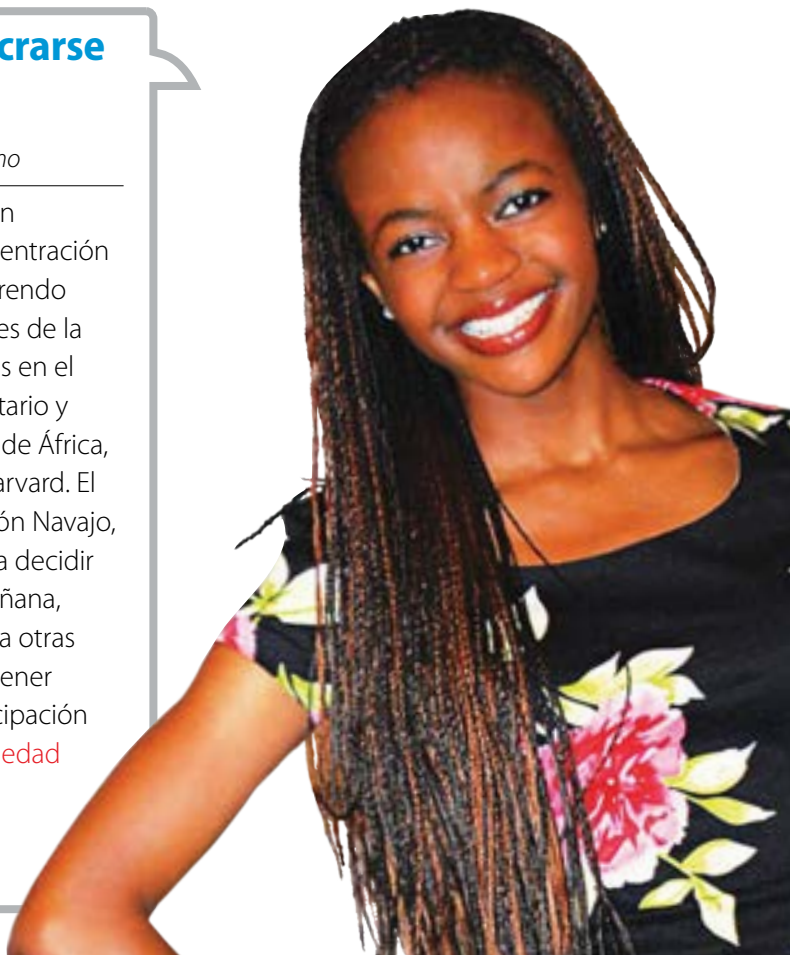 crarse
no
n
entración
rendo
es de la
s en el
tario y
de África,
arvard. El
ón Navajo,
a decidir
ñana,
a otras
ener
cipación
edad